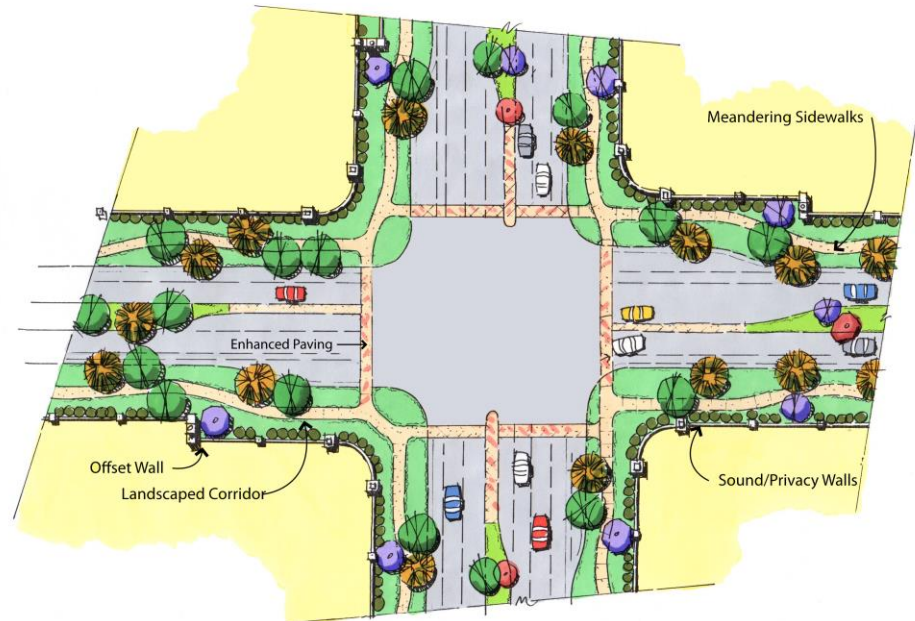 Meandering Sidewalks
Enhanced Paving
Offset Wall
Landscaped Corridor
Sound/Privacy Walls